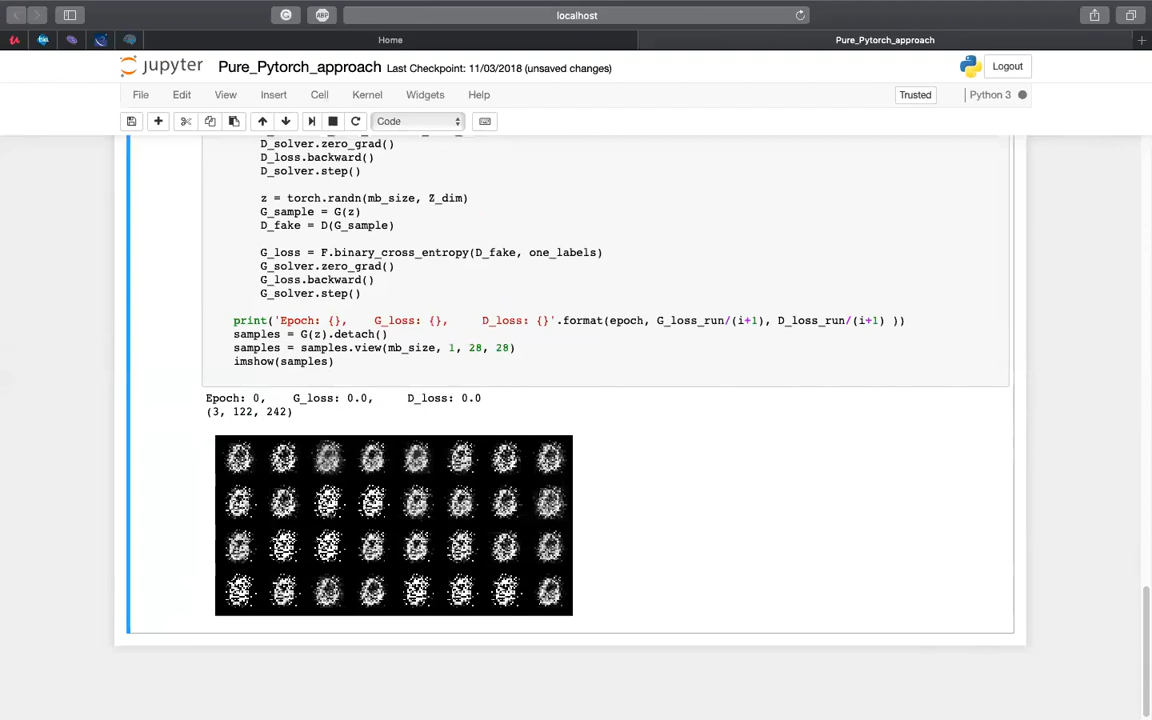 localhost
Home
Pure_Pytorch_approach
jupyter Pure_Pytorch_approach Last Checkpoint: 11/03/2018 (unsaved changes) Logout
File Edit View Insert Cell Kernel Widgets Help Trusted Python 3
Code
D_solver.zero_grad()
D_loss.backward()
D_solver.step()
z = torch.randn(mb_size, Z_dim)
G_sample = G(z)
D_fake = D(G_sample)
G_loss = F.binary_cross_entropy(D_fake, one_labels)
G_solver.zero_grad()
G_loss.backward()
G_solver.step()
print('Epoch: {}, G_loss: {}, D_loss: {}'.format(epoch, G_loss_run/(i+1), D_loss_run/(i+1) ))
samples = G(z).detach()
samples = samples.view(mb_size, 1, 28, 28)
imshow(samples)
Epoch: 0, G_loss: 0.0, D_loss: 0.0
(3, 122, 242)